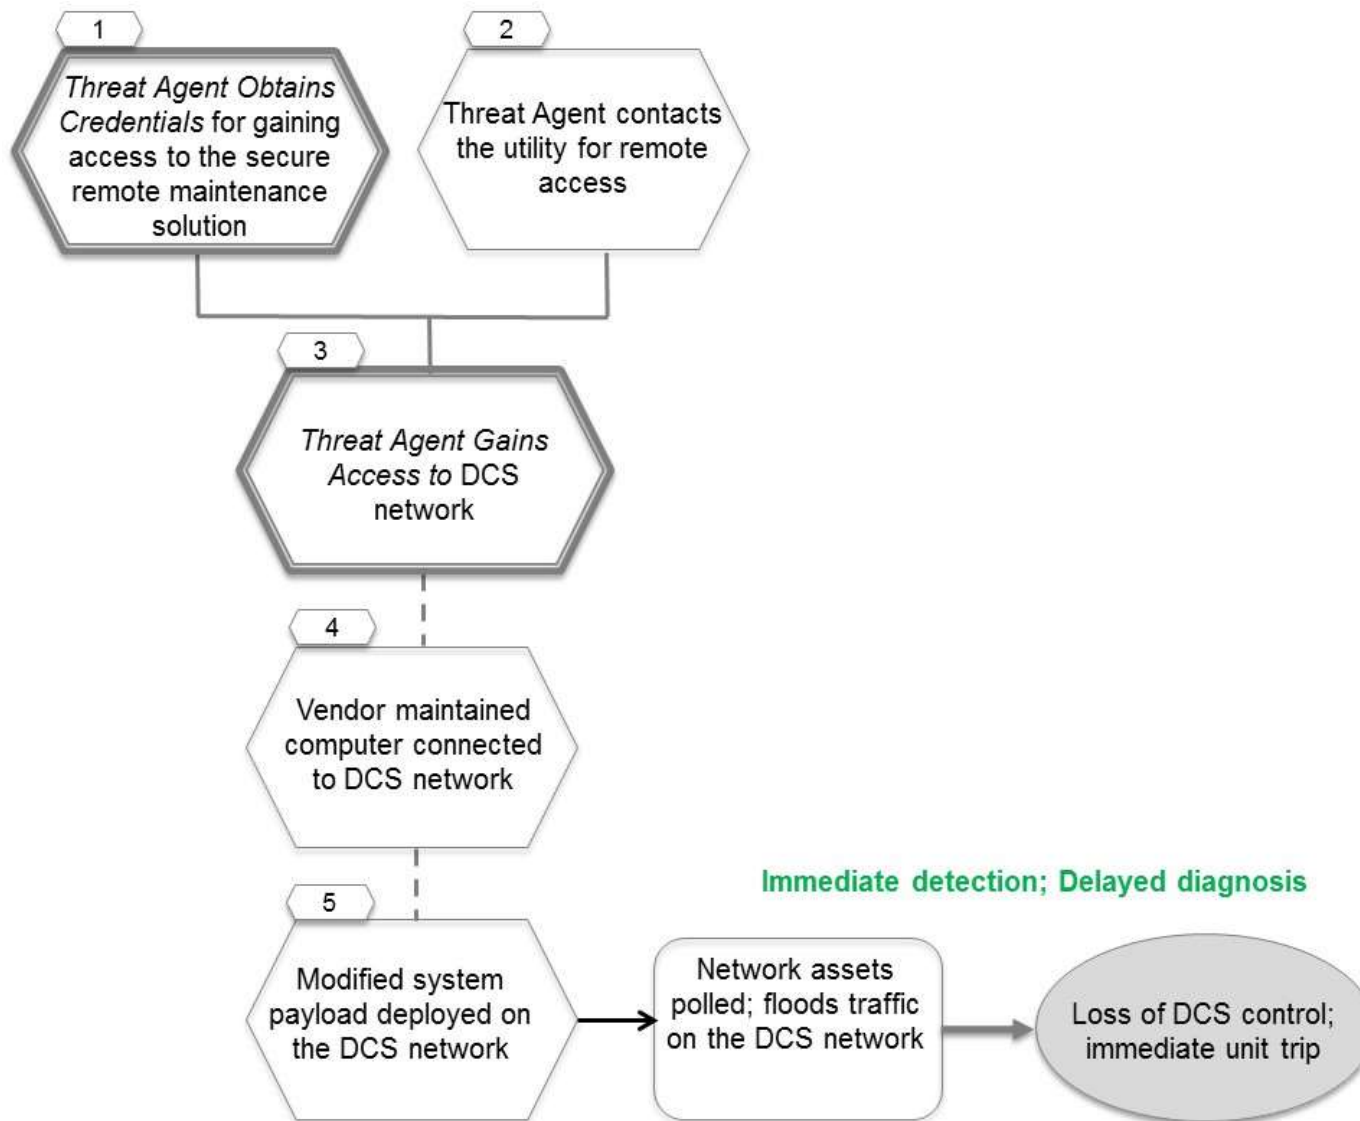 1
Threat Agent Obtains
Credentials for gaining
access to the secure
remote maintenance
solution
2
Threat Agent contacts
the utility for remote
access
3
Threat Agent Gains
Access to DCS
network
4
Vendor maintained
computer connected
to DCS network
5
Modified system
payload deployed on
the DCS network
Network assets
polled; floods traffic
on the DCS network
Immediate detection; Delayed diagnosis
Loss of DCS control;
immediate unit trip